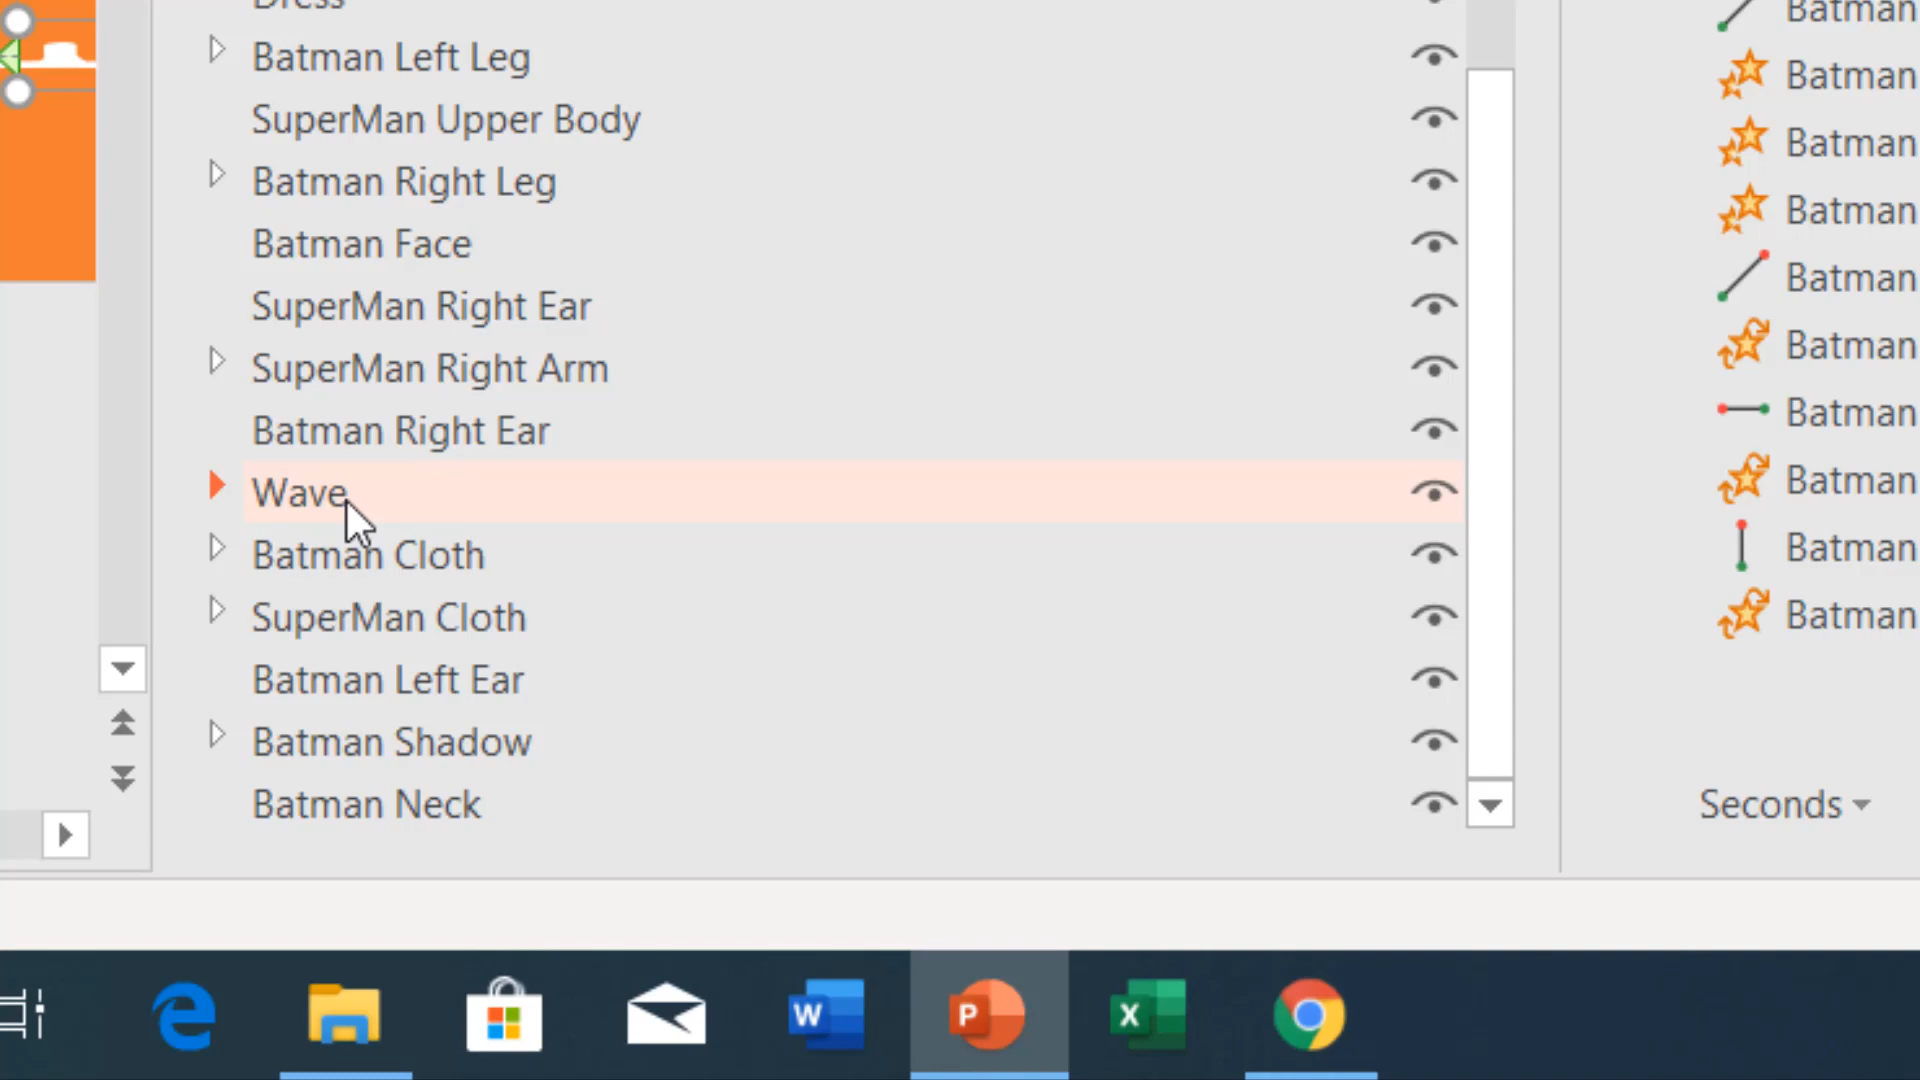 Dress
Batman Left Leg
SuperMan Upper Body
Batman Right Leg
Batman Face
SuperMan Right Ear
SuperMan Right Arm
Batman Right Ear
Wave
Batman Cloth
SuperMan Cloth
Batman Left Ear
Batman Shadow
Batman Neck
Batman
Batman
Batman
Batman
Batman
Batman
Batman
Batman
Batman
Batman
Seconds
W
P
X